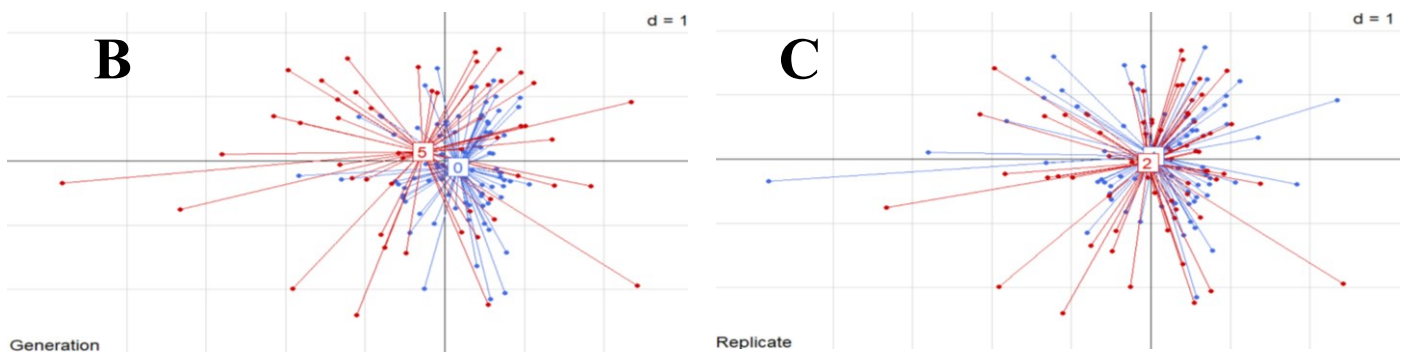 B
d = 1
5
0
Generation
C
d = 1
2
Replicate